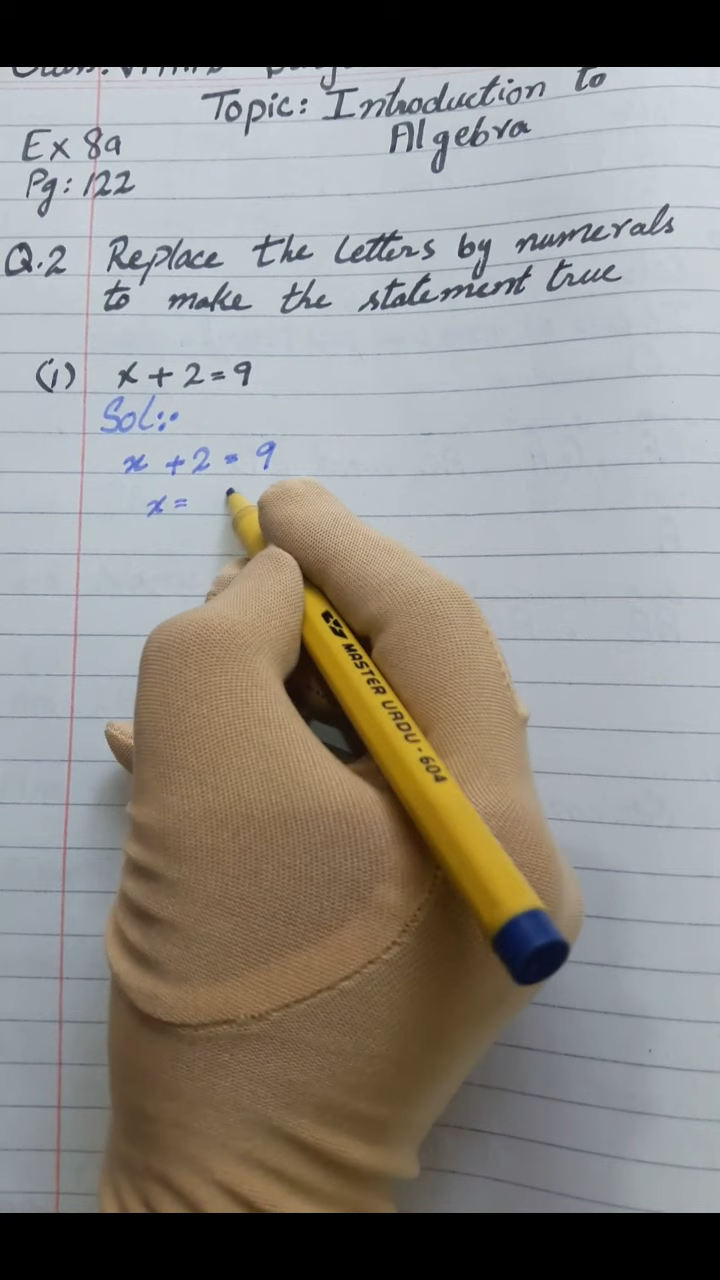 Topic: Introduction to
Algebra
Ex 8a
Pg: 122
Q.2 Replace the letters by numerals
to make the statement true
(i) x + 2 = 9
Sol:-
x + 2 = 9
x =
MASTER URDU - 604